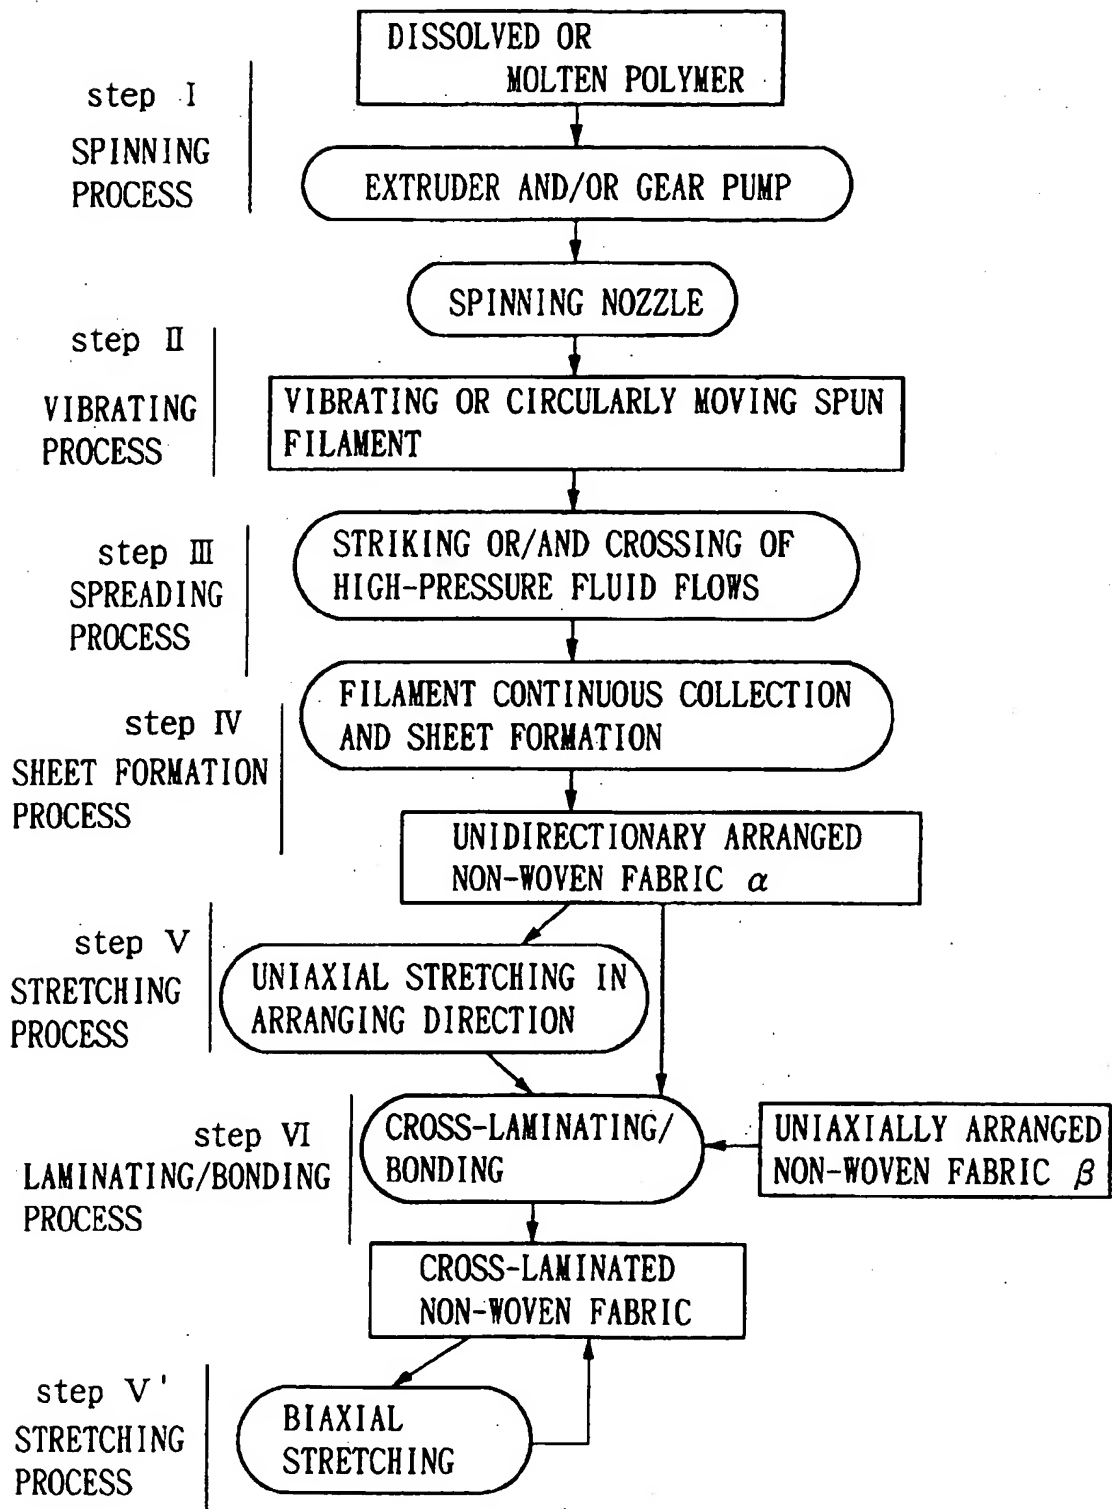 DISSOLVED OR
MOLTEN POLYMER
step I
SPINNING
PROCESS
EXTRUDER AND/OR GEAR PUMP
SPINNING NOZZLE
step II
VIBRATING
PROCESS
VIBRATING OR CIRCULARLY MOVING SPUN
FILAMENT
step III
SPREADING
PROCESS
STRIKING OR/AND CROSSING OF
HIGH-PRESSURE FLUID FLOWS
FILAMENT CONTINUOUS COLLECTION
AND SHEET FORMATION
step IV
SHEET FORMATION
PROCESS
UNIDIRECTIONARY ARRANGED
NON-WOVEN FABRIC α
step V
STRETCHING
PROCESS
UNIAXIAL STRETCHING IN
ARRANGING DIRECTION
step VI
LAMINATING/BONDING
PROCESS
CROSS-LAMINATING/
BONDING
UNIAXIALLY ARRANGED
NON-WOVEN FABRIC β
CROSS-LAMINATED
NON-WOVEN FABRIC
step V'
STRETCHING
PROCESS
BIAXIAL
STRETCHING